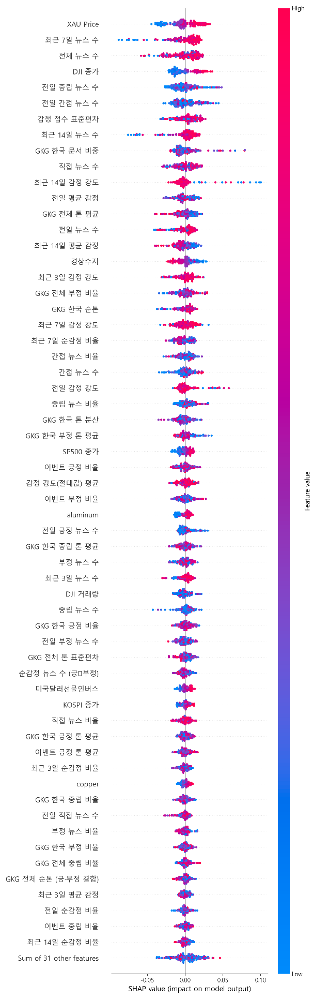 High
XAU Price
최근 7일 뉴스 수
전체 뉴스 수
DJI 종가
전일 중립 뉴스 수
전일 간접 뉴스 수
감정 점수 표준편차
최근 14일 뉴스 수
GKG 한국 문서 비중
직접 뉴스 수
최근 14일 감정 강도
전일 평균 감정
GKG 전체 톤 평균
전일 뉴스 수
최근 14일 평균 감정
경상수지
최근 3일 감정 강도
GKG 전체 부정 비율
GKG 한국 순톤
최근 7일 감정 강도
최근 7일 순감정 비율
간접 뉴스 비율
간접 뉴스 수
전일 감정 강도
중립 뉴스 비율
GKG 한국 톤 분산
GKG 한국 부정 톤 평균
SP500 종가
이벤트 긍정 비율
감정 강도(절대값) 평균
이벤트 부정 비율
aluminum
전일 긍정 뉴스 수
GKG 한국 중립 톤 평균
부정 뉴스 수
최근 3일 뉴스 수
DJI 거래량
중립 뉴스 수
GKG 한국 긍정 비율
전일 부정 뉴스 수
GKG 전체 톤 표준편차
순감정 뉴스 수 (긍▯부정)
미국달러선물인버스
KOSPI 종가
직접 뉴스 비율
GKG 한국 긍정 톤 평균
이벤트 긍정 톤 평균
최근 3일 순감정 비율
copper
GKG 한국 중립 비율
전일 직접 뉴스 수
부정 뉴스 비율
GKG 한국 부정 비율
GKG 전체 중립 비율
GKG 전체 순톤 (긍·부정 결합)
최근 3일 평균 감정
전일 순감정 비율
이벤트 중립 비율
최근 14일 순감정 비율
Sum of 31 other features
Low
Feature value
-0.05 0.00 0.05 0.10
SHAP value (impact on model output)